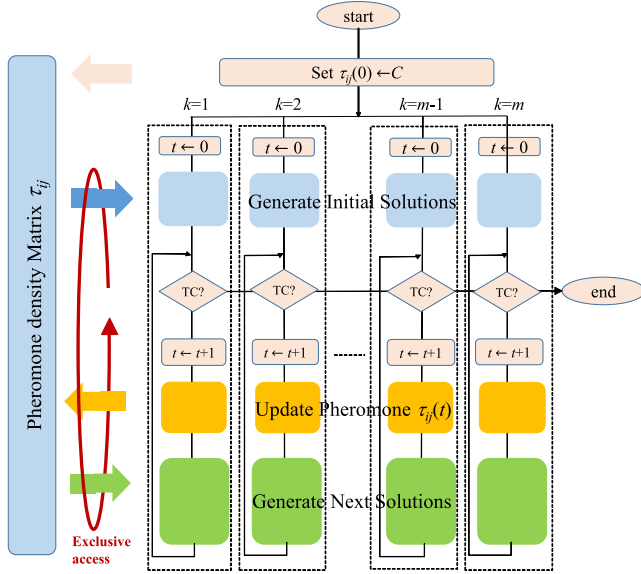 start
Set τij(0) ←C
k=1
k=2
k=m-1
k=m
t ← 0
t ← 0
t ← 0
t ← 0
Generate Initial Solutions
TC?
TC?
TC?
TC?
end
t ← t+1
t ← t+1
t ← t+1
t ← t+1
Update Pheromone τij(t)
Generate Next Solutions
Pheromone density Matrix τij
Exclusive
access